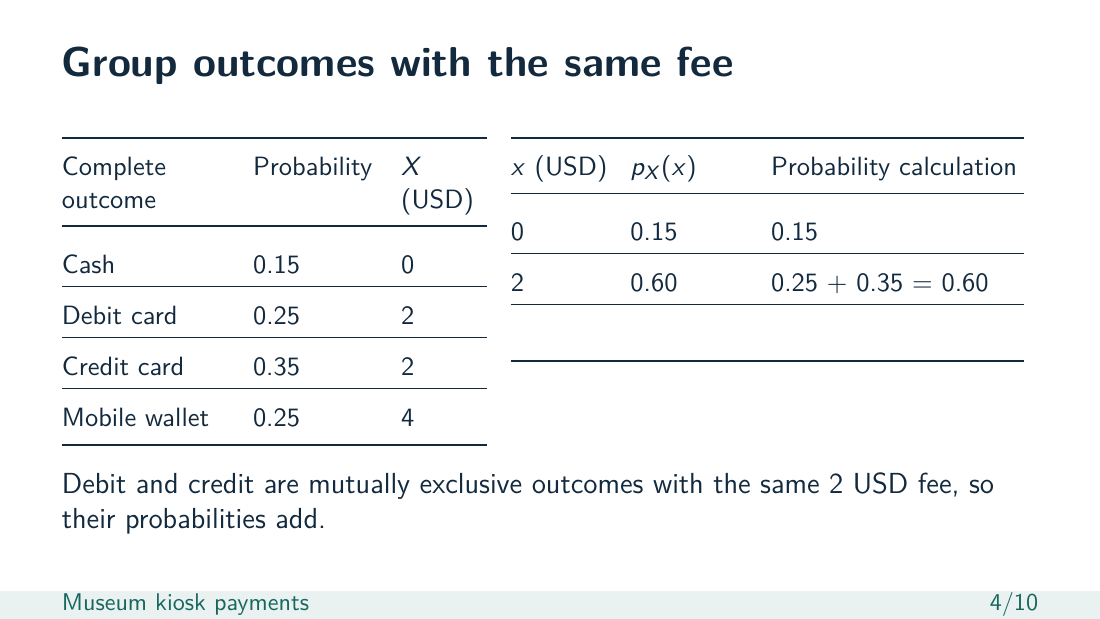 Group outcomes with the same fee
Complete outcome Probability X (USD)
Cash 0.15 0
Debit card 0.25 2
Credit card 0.35 2
Mobile wallet 0.25 4
x (USD) pX(x) Probability calculation
0 0.15 0.15
2 0.60 0.25 + 0.35 = 0.60
Debit and credit are mutually exclusive outcomes with the same 2 USD fee, so
their probabilities add.
Museum kiosk payments 4/10